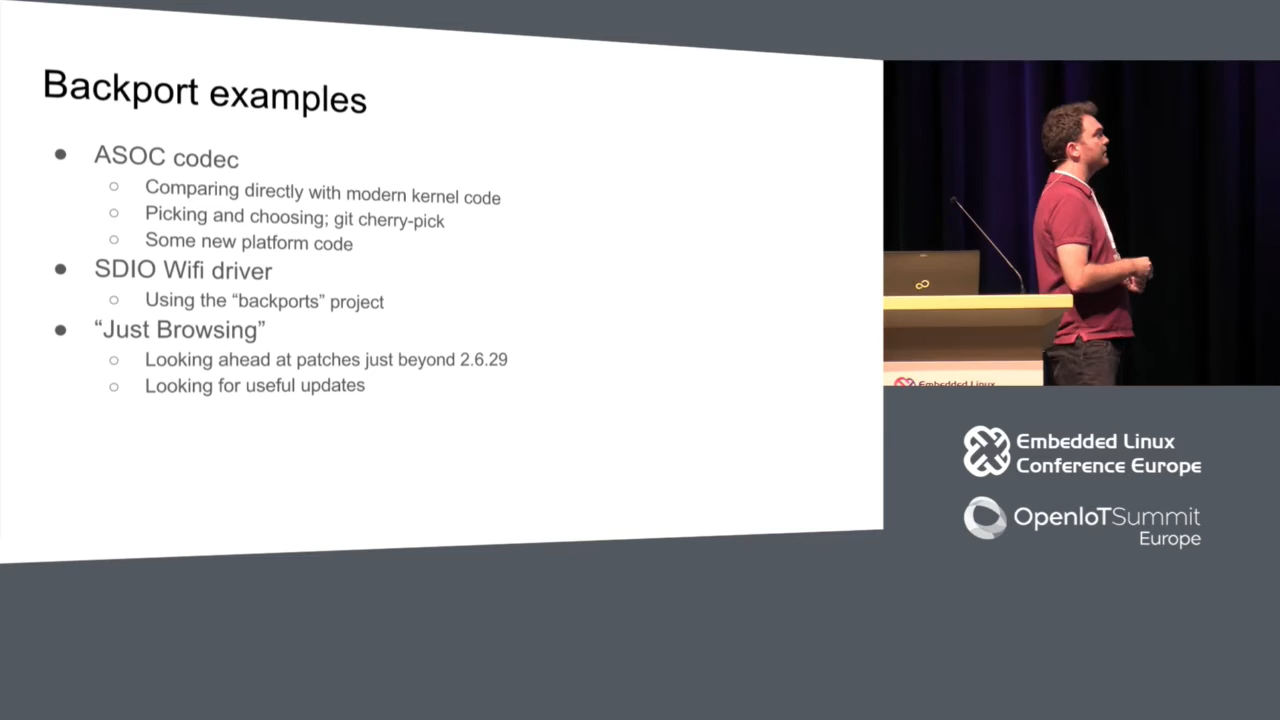 Backport examples
● ASOC codec
○ Comparing directly with modern kernel code
○ Picking and choosing; git cherry-pick
○ Some new platform code
● SDIO Wifi driver
○ Using the “backports” project
● “Just Browsing”
○ Looking ahead at patches just beyond 2.6.29
○ Looking for useful updates
Embedded Linux
Embedded Linux
Conference Europe
OpenIoTSummit
Europe